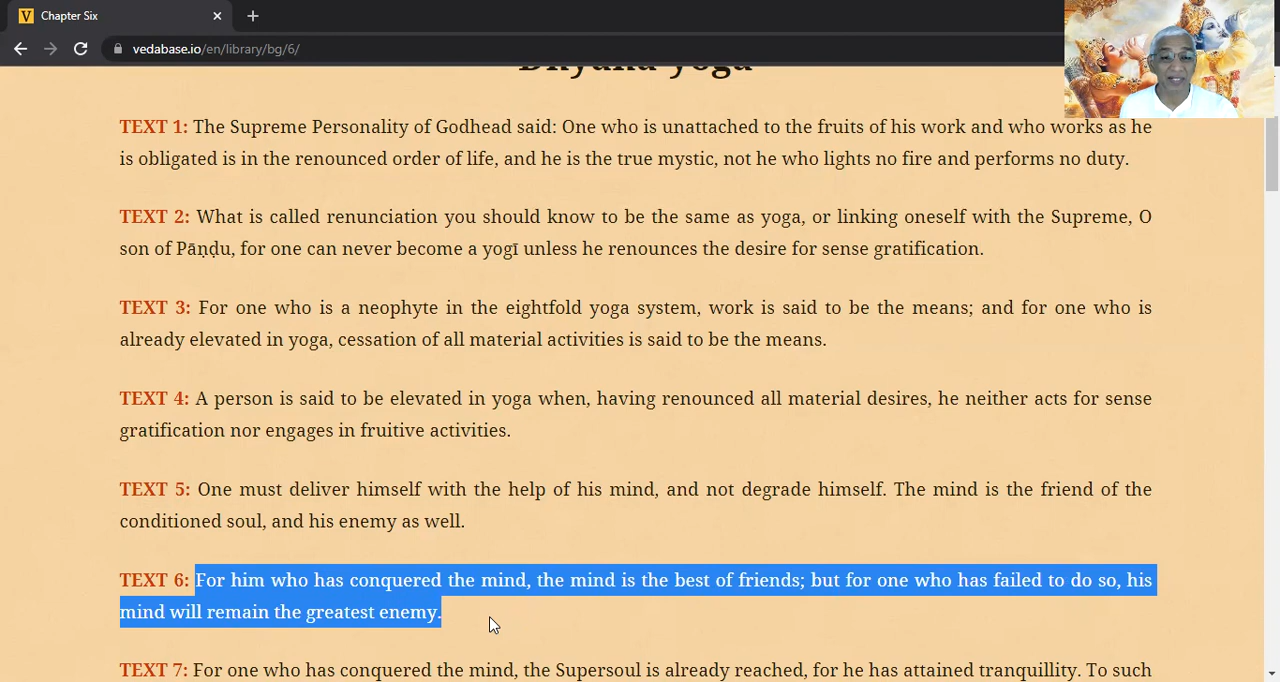 Chapter Six
vedabase.io/en/library/bg/6/
Dhyāna-yoga
TEXT 1: The Supreme Personality of Godhead said: One who is unattached to the fruits of his work and who works as he
is obligated is in the renounced order of life, and he is the true mystic, not he who lights no fire and performs no duty.
TEXT 2: What is called renunciation you should know to be the same as yoga, or linking oneself with the Supreme, O
son of Pāṇḍu, for one can never become a yogī unless he renounces the desire for sense gratification.
TEXT 3: For one who is a neophyte in the eightfold yoga system, work is said to be the means; and for one who is
already elevated in yoga, cessation of all material activities is said to be the means.
TEXT 4: A person is said to be elevated in yoga when, having renounced all material desires, he neither acts for sense
gratification nor engages in fruitive activities.
TEXT 5: One must deliver himself with the help of his mind, and not degrade himself. The mind is the friend of the
conditioned soul, and his enemy as well.
TEXT 6: For him who has conquered the mind, the mind is the best of friends; but for one who has failed to do so, his
mind will remain the greatest enemy.
TEXT 7: For one who has conquered the mind, the Supersoul is already reached, for he has attained tranquillity. To such